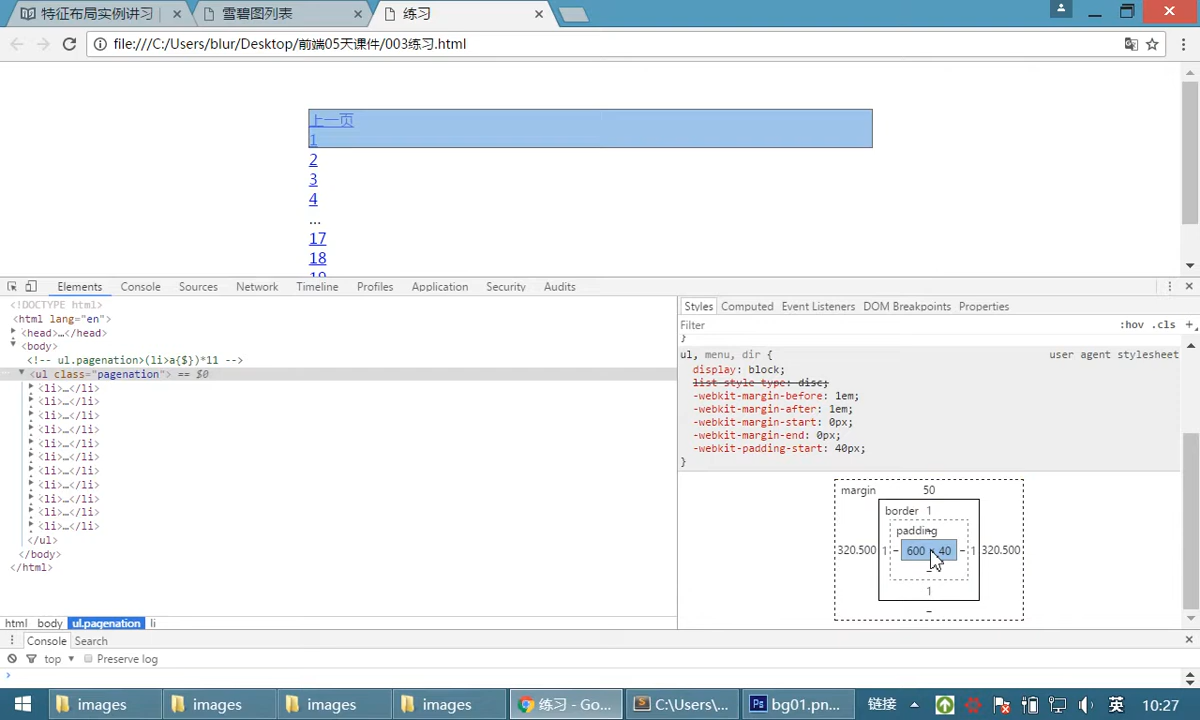 特征布局实例讲习
雪碧图列表
练习
file:///C:/Users/blur/Desktop/前端05天课件/003练习.html
上一页
1
2
3
4
...
17
18
Elements Console Sources Network Timeline Profiles Application Security Audits
<!DOCTYPE html>
<html lang="en">
<head>…</head>
<body>
<!-- ul.pagenation>(li>a{$})*11 -->
<ul class="pagenation"> == $0
<li>…</li>
<li>…</li>
<li>…</li>
<li>…</li>
<li>…</li>
<li>…</li>
<li>…</li>
<li>…</li>
<li>…</li>
<li>…</li>
<li>…</li>
</ul>
</body>
</html>
html body ul.pagenation li
Styles Computed Event Listeners DOM Breakpoints Properties
Filter :hov .cls +
}
ul, menu, dir { user agent stylesheet
display: block;
list-style-type: disc;
-webkit-margin-before: 1em;
-webkit-margin-after: 1em;
-webkit-margin-start: 0px;
-webkit-margin-end: 0px;
-webkit-padding-start: 40px;
}
margin 50
border 1
padding -
320.500 1 - 600 × 40 - 1 320.500
-
1
-
Console Search
top Preserve log
images
images
images
images
练习 - Go...
C:\Users\...
bg01.pn...
链接
英
10:27